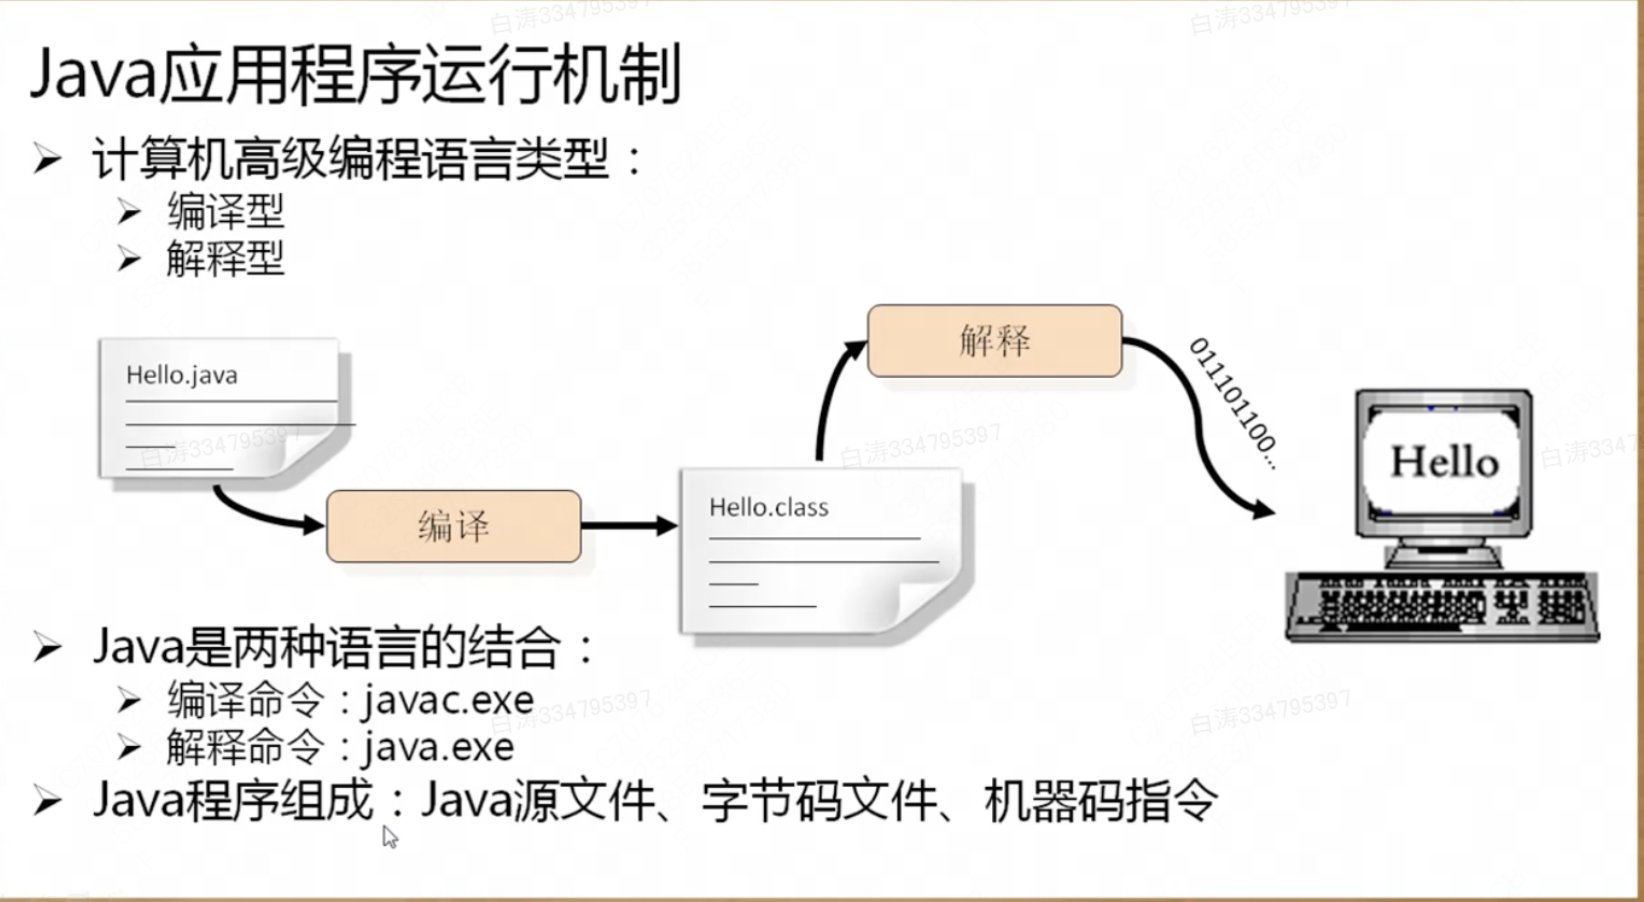 白涛334795397
白涛334795397
Java应用程序运行机制
计算机高级编程语言类型：
编译型
解释型
Hello.java
白涛334795397
编译
Hello.class
解释
白涛334795397
011101100...
Hello
白涛3347
Java是两种语言的结合：
编译命令：javac.exe
白涛334795397
白涛334795397
解释命令：java.exe
Java程序组成：Java源文件、字节码文件、机器码指令